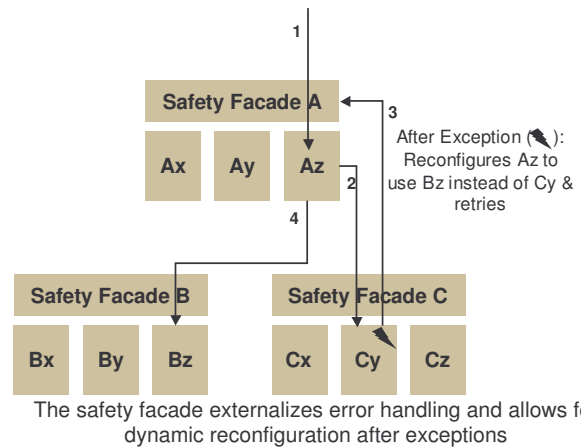 1
Safety Facade A
3
After Exception ( ):
Reconfigures Az to
use Bz instead of Cy &
retries
Ax Ay Az
2
4
Safety Facade B Safety Facade C
Bx By Bz Cx Cy Cz
The safety facade externalizes error handling and allows f
dynamic reconfiguration after exceptions